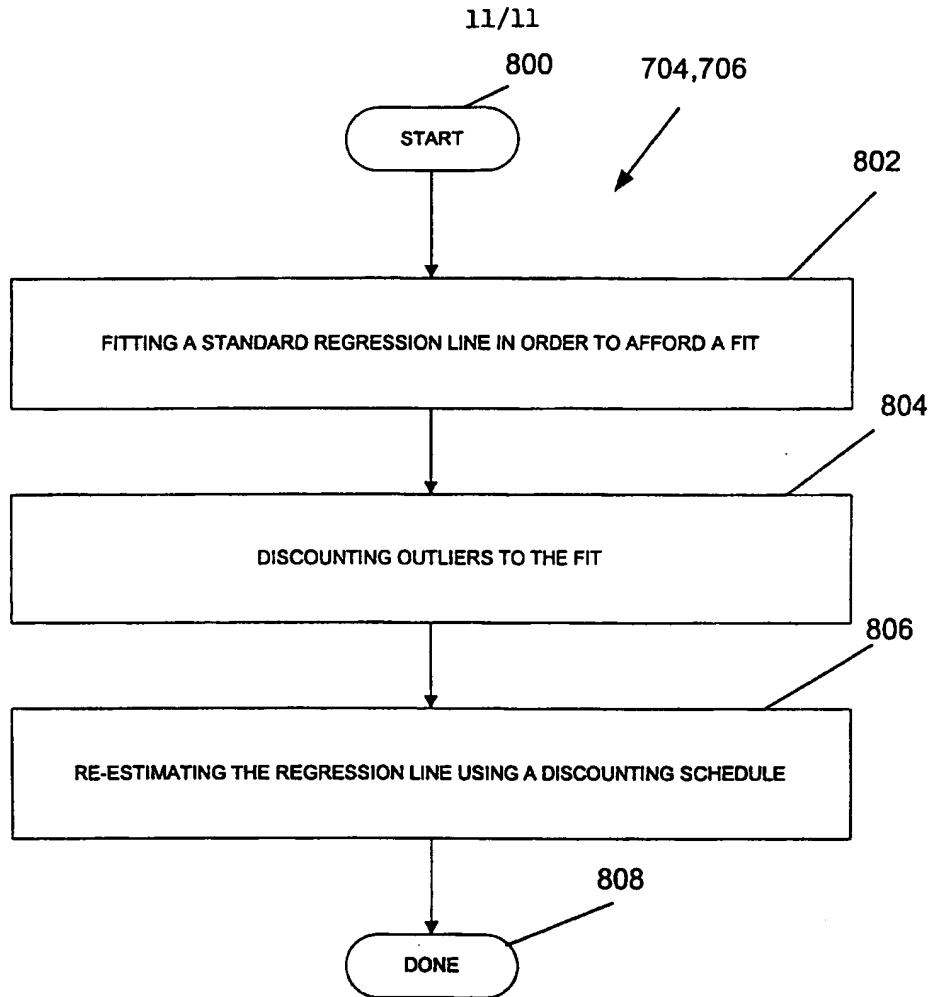 11/11
800
704,706
START
802
FITTING A STANDARD REGRESSION LINE IN ORDER TO AFFORD A FIT
804
DISCOUNTING OUTLIERS TO THE FIT
806
RE-ESTIMATING THE REGRESSION LINE USING A DISCOUNTING SCHEDULE
808
DONE